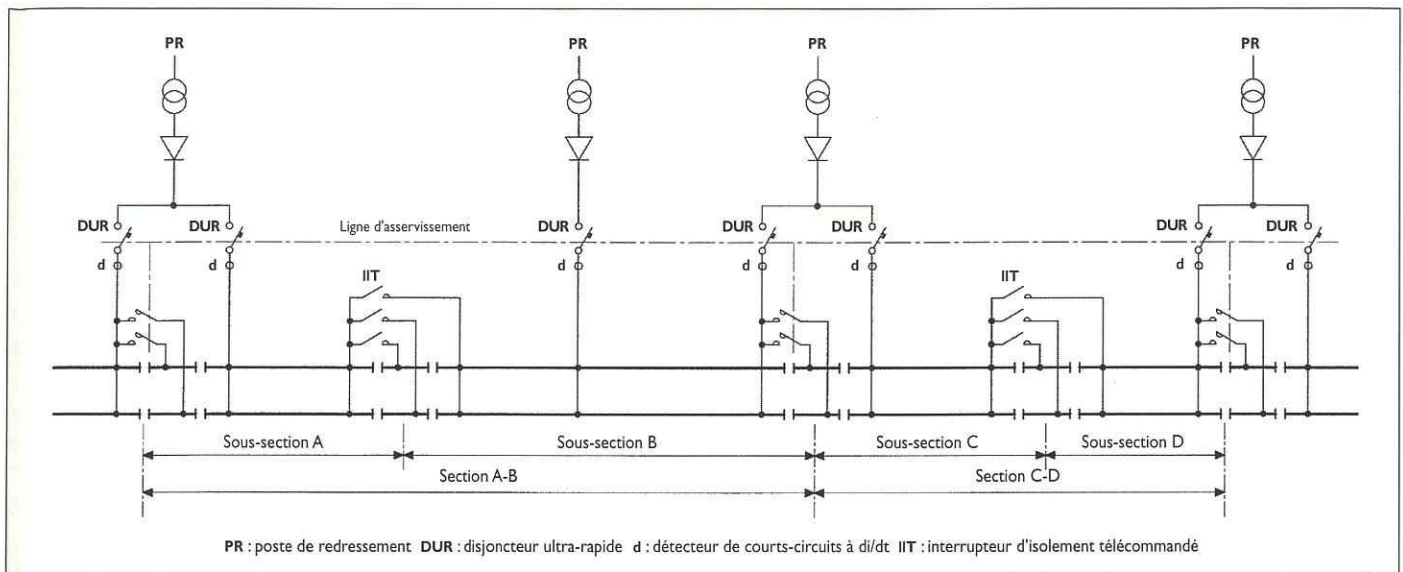 PR PR PR PR
DUR DUR Ligne d'asservissement DUR DUR DUR DUR DUR
d d d d d d d
IIT IIT
Sous-section A Sous-section B Sous-section C Sous-section D
Section A-B Section C-D
PR : poste de redressement DUR : disjoncteur ultra-rapide d : détecteur de courts-circuits à di/dt IIT : interrupteur d'isolement télécommandé